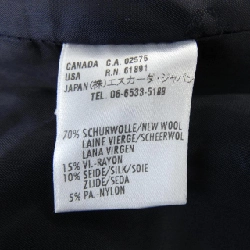 CANADA C.A. 02575
USA R.N. 61891
JAPAN (株)エスカーダ・ジャパン
TEL. 06-6533-5189
70% SCHURWOLLE/NEW WOOL
LAINE VIERGE/SCHEERWOL
LANA VIRGEN
15% VI.-RAYON
10% SEIDE/SILK/SOIE
ZIJDE/SEDA
5% PA. NYLON